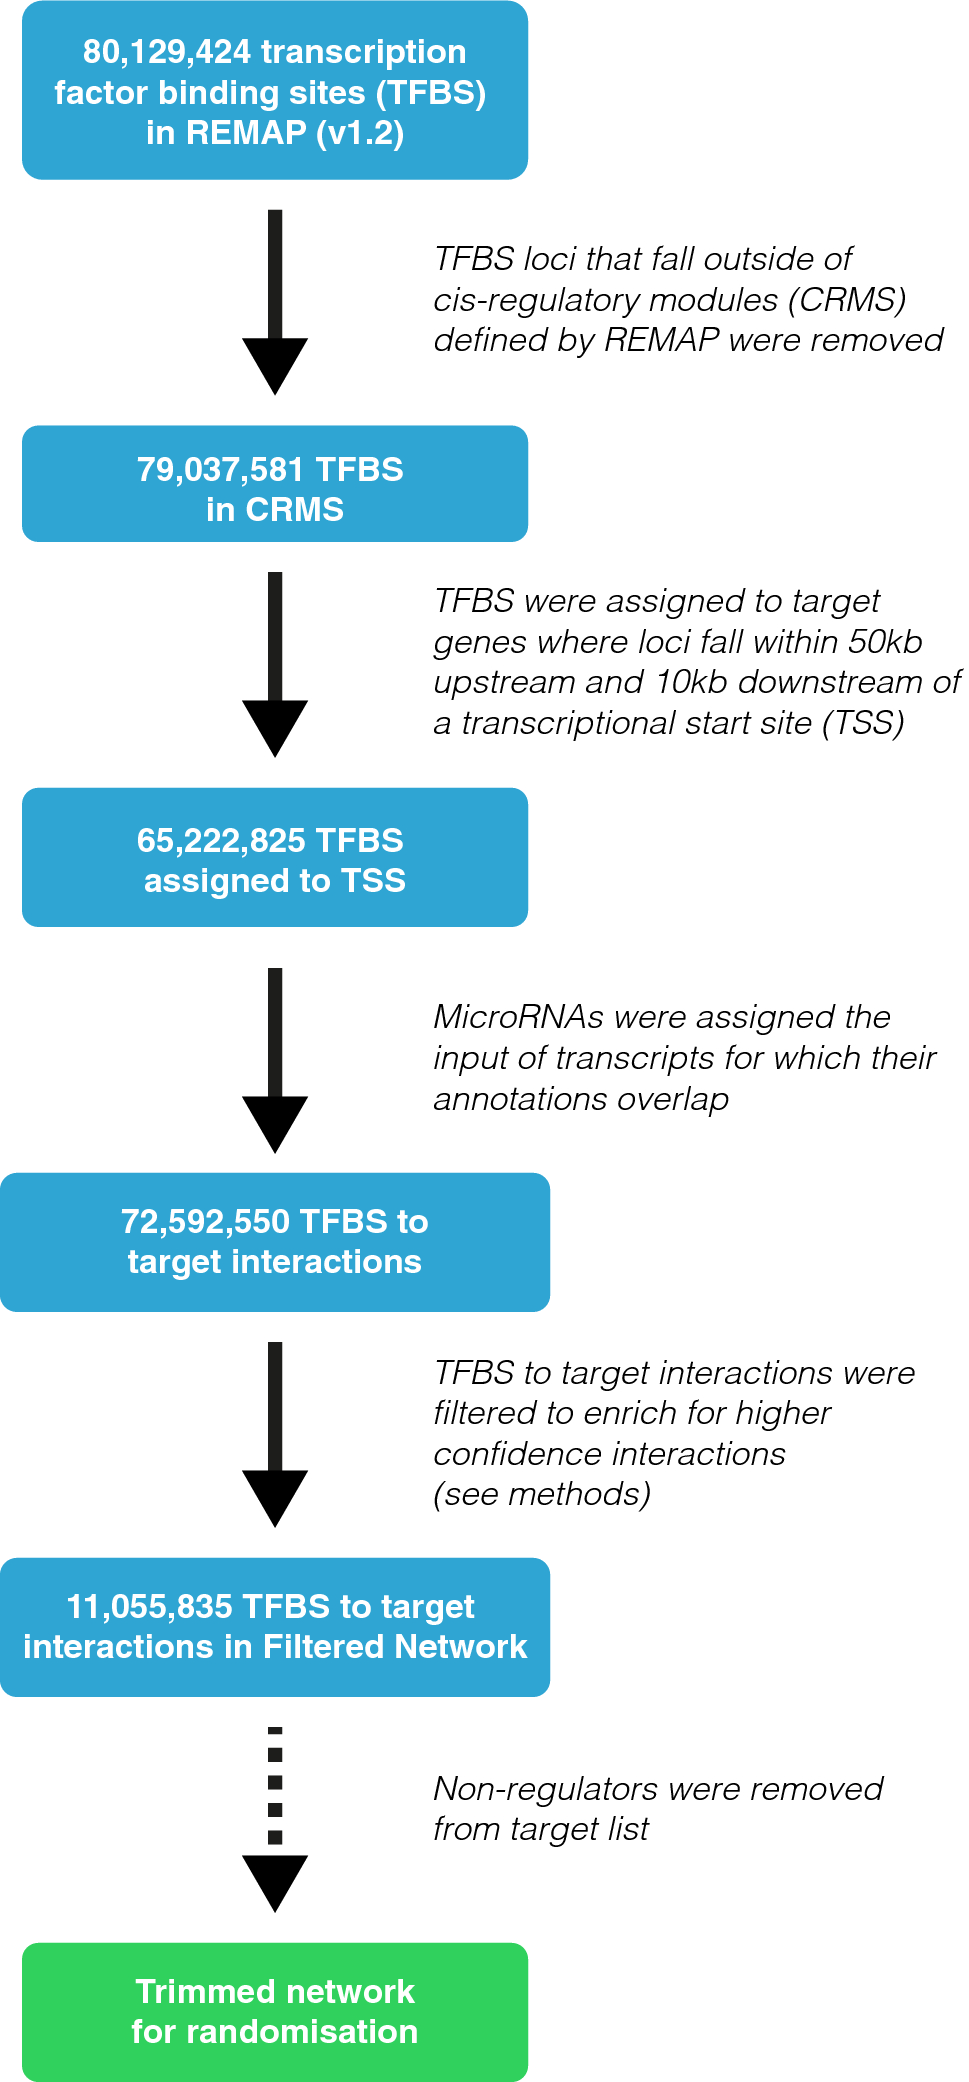 80,129,424 transcription
factor binding sites (TFBS)
in REMAP (v1.2)
TFBS loci that fall outside of
cis-regulatory modules (CRMS)
defined by REMAP were removed
79,037,581 TFBS
in CRMS
TFBS were assigned to target
genes where loci fall within 50kb
upstream and 10kb downstream of
a transcriptional start site (TSS)
65,222,825 TFBS
assigned to TSS
MicroRNAs were assigned the
input of transcripts for which their
annotations overlap
72,592,550 TFBS to
target interactions
TFBS to target interactions were
filtered to enrich for higher
confidence interactions
(see methods)
11,055,835 TFBS to target
interactions in Filtered Network
Non-regulators were removed
from target list
Trimmed network
for randomisation